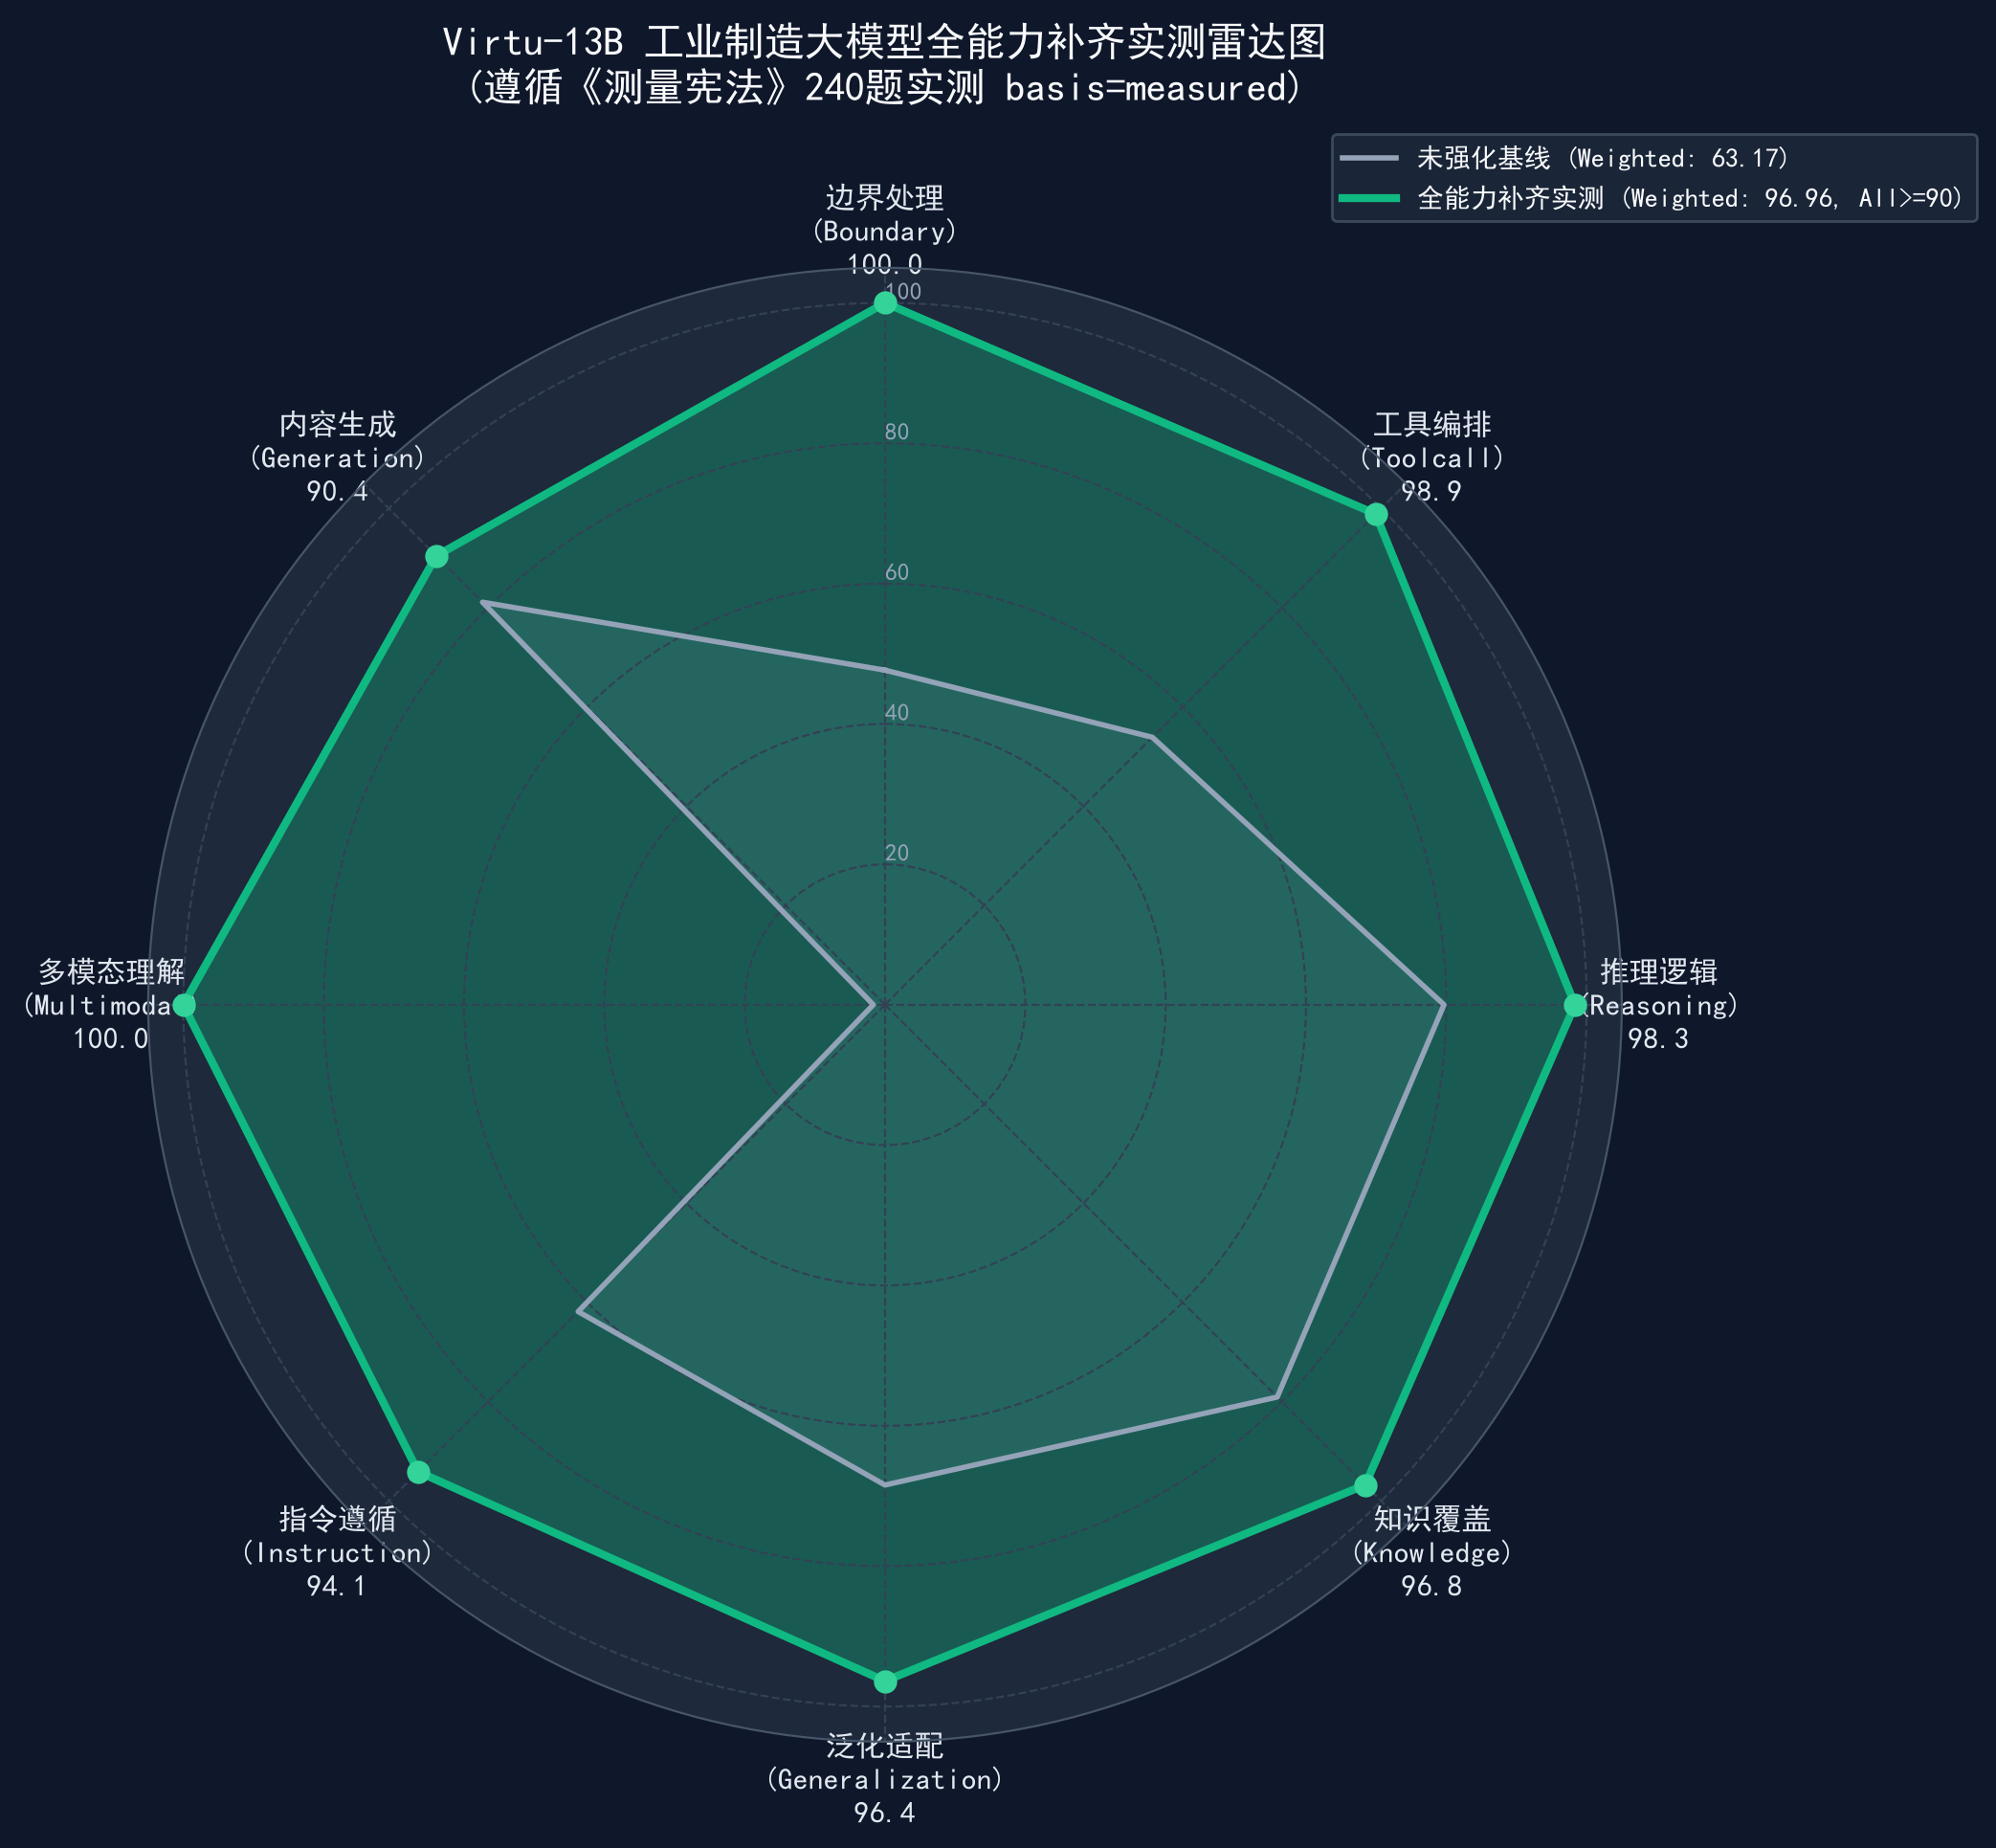 Virtu-13B 工业制造大模型全能力补齐实测雷达图
(遵循《测量宪法》240题实测 basis=measured)
未强化基线 (Weighted: 63.17)
全能力补齐实测 (Weighted: 96.96, All>=90)
边界处理
(Boundary)
100.0
100
80
60
40
20
内容生成
(Generation)
90.4
工具编排
(Toolcall)
98.9
多模态理解
(Multimoda
100.0
推理逻辑
(Reasoning)
98.3
指令遵循
(Instruction)
94.1
知识覆盖
(Knowledge)
96.8
泛化适配
(Generalization)
96.4